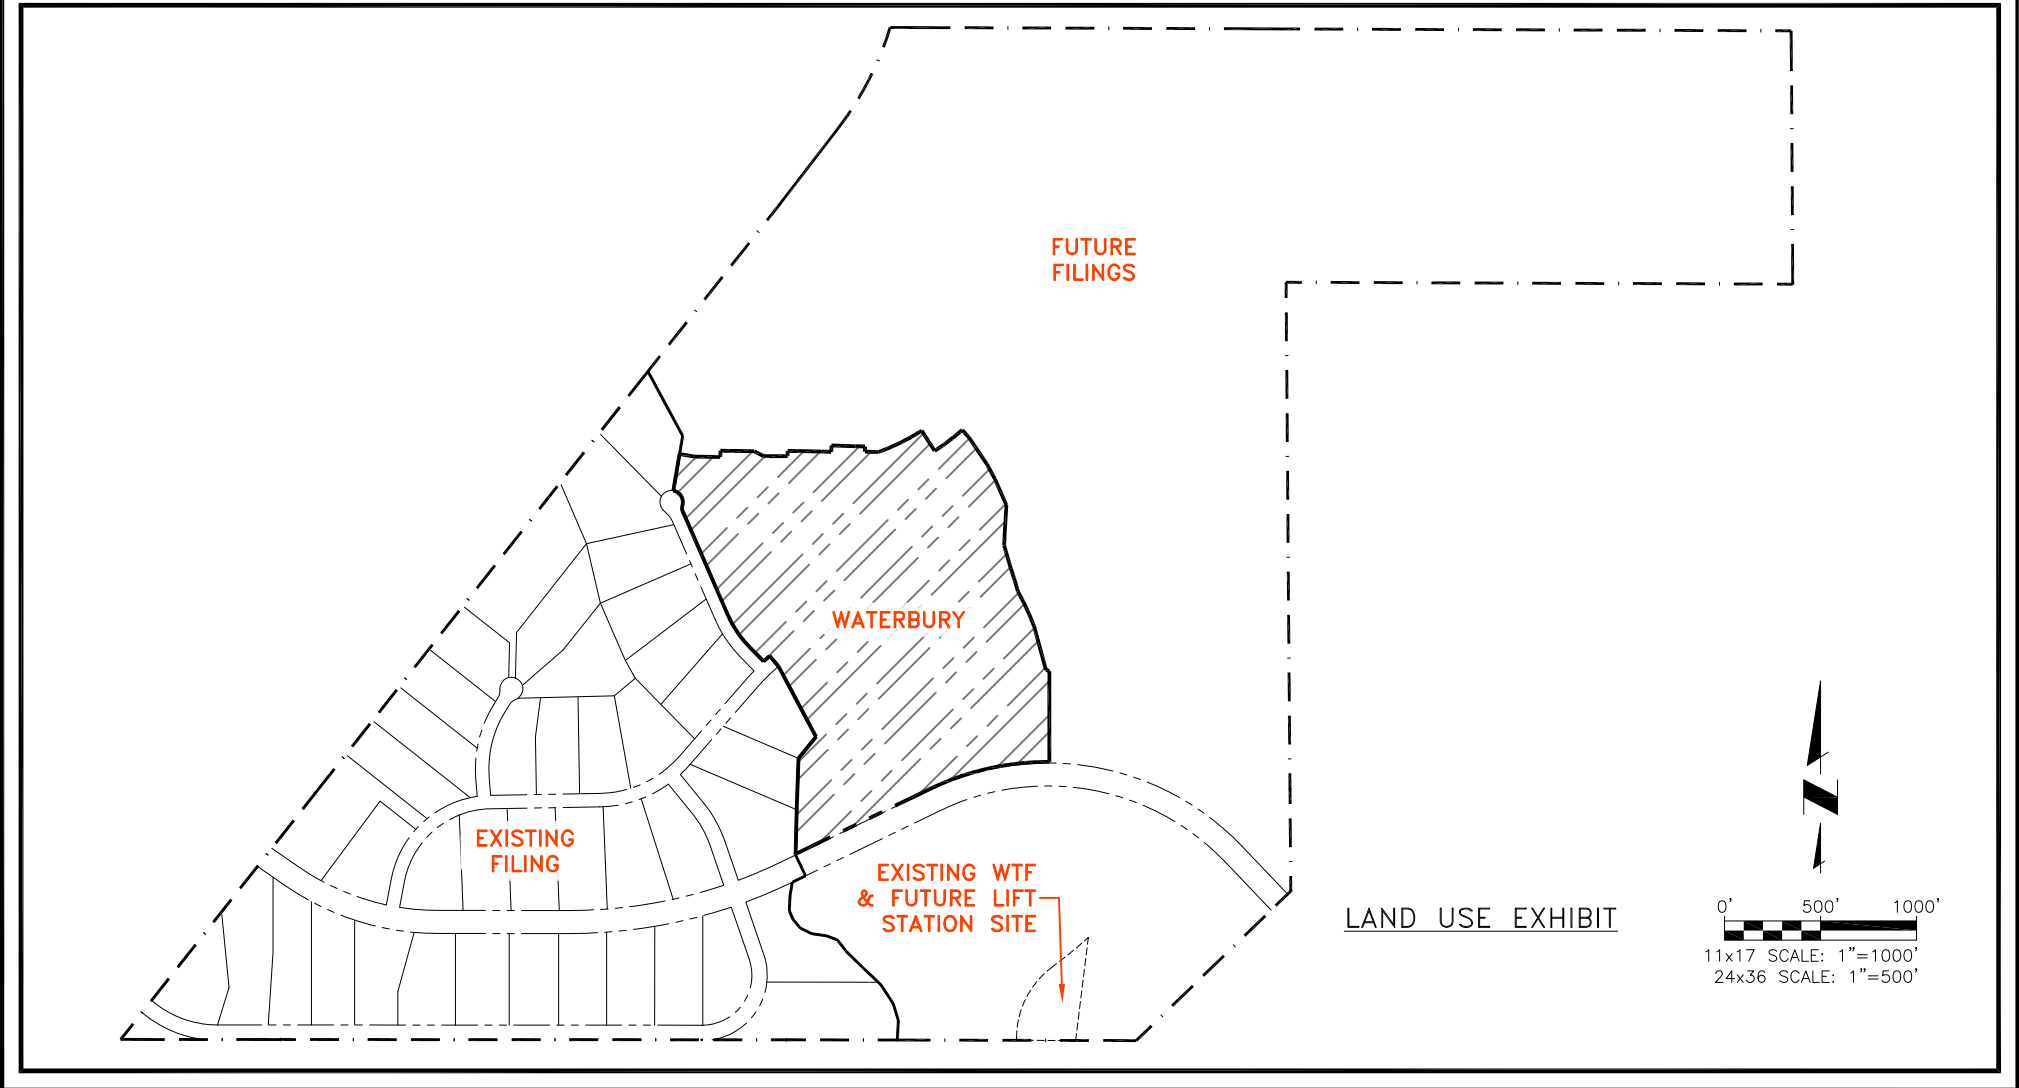 FUTURE
FILINGS
WATERBURY
EXISTING
FILING
EXISTING WTF
& FUTURE LIFT
STATION SITE
LAND USE EXHIBIT
0' 500' 1000'
11x17 SCALE: 1"=1000'
24x36 SCALE: 1"=500'
N